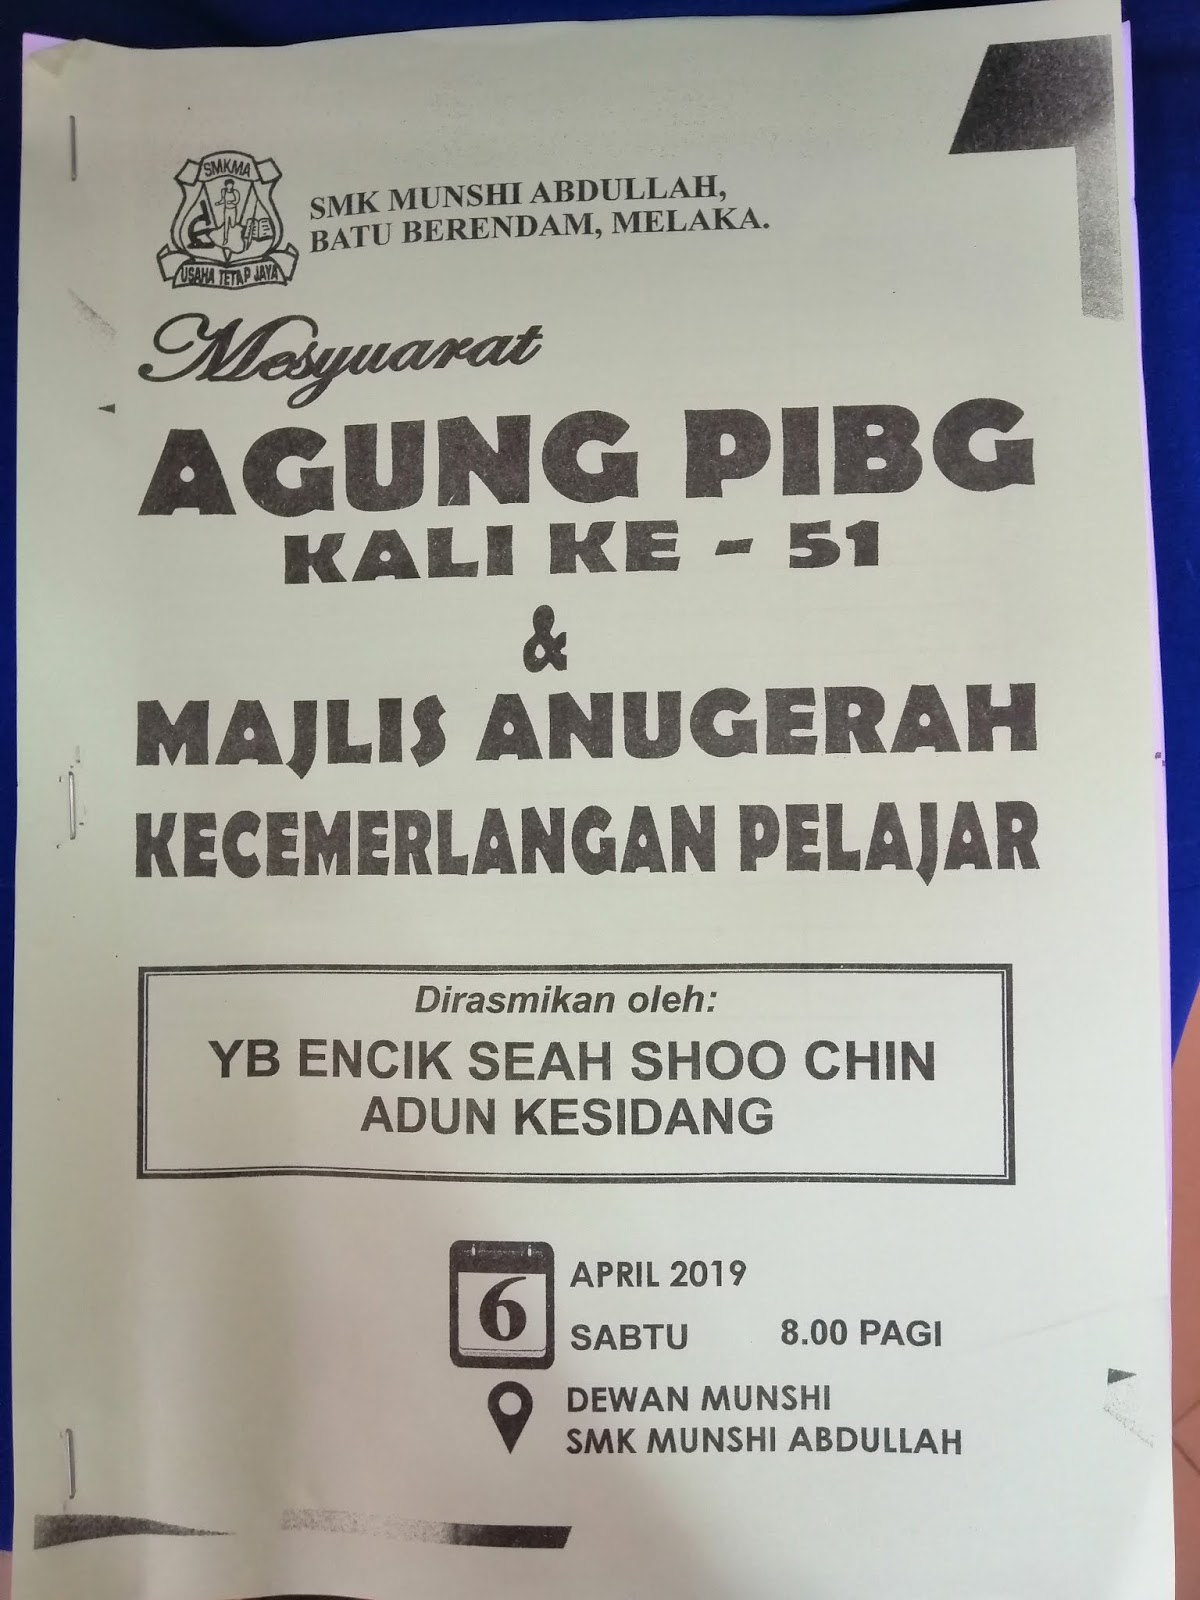 SMKMA
USAHA TETAP JAYA
SMK MUNSHI ABDULLAH,
BATU BERENDAM, MELAKA.
Mesyuarat
AGUNG PIBG
KALI KE - 51
&
MAJLIS ANUGERAH
KECEMERLANGAN PELAJAR
Dirasmikan oleh:
YB ENCIK SEAH SHOO CHIN
ADUN KESIDANG
6
APRIL 2019
SABTU 8.00 PAGI
DEWAN MUNSHI
SMK MUNSHI ABDULLAH